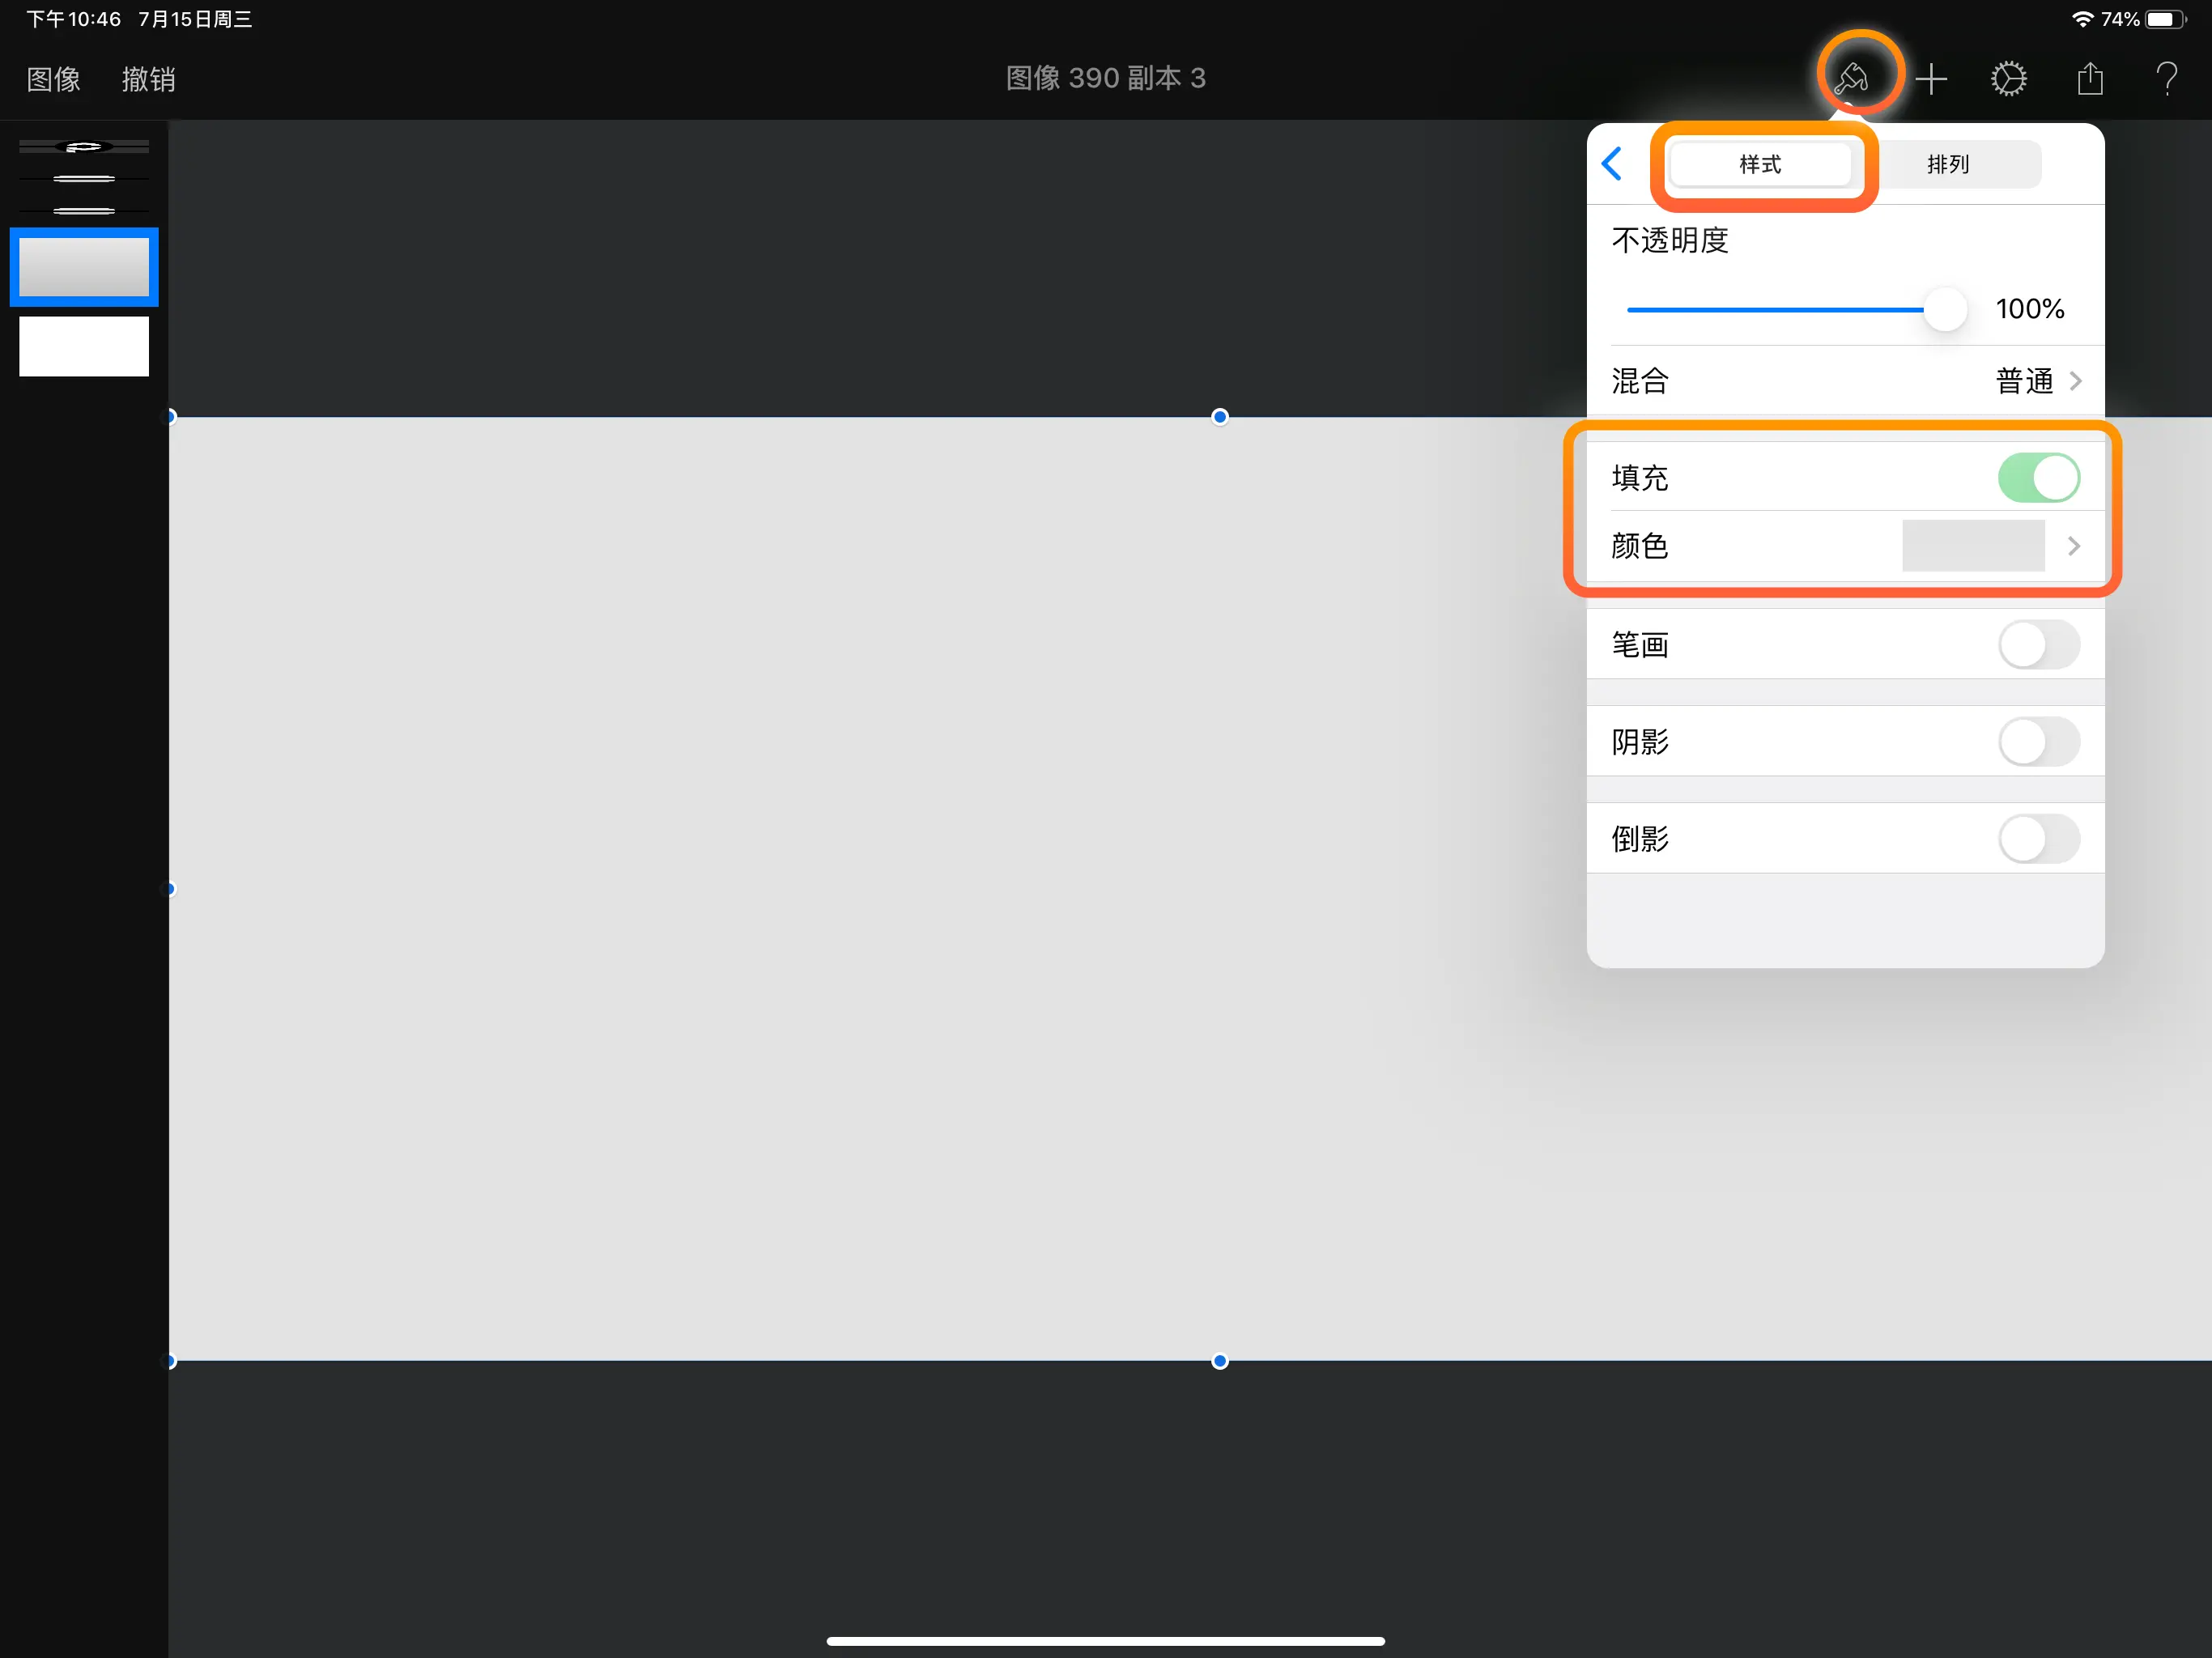 下午10:46 7月15日周三
74%
图像 撤销
图像 390 副本 3
样式 排列
不透明度
100%
混合 普通
填充
颜色
笔画
阴影
倒影